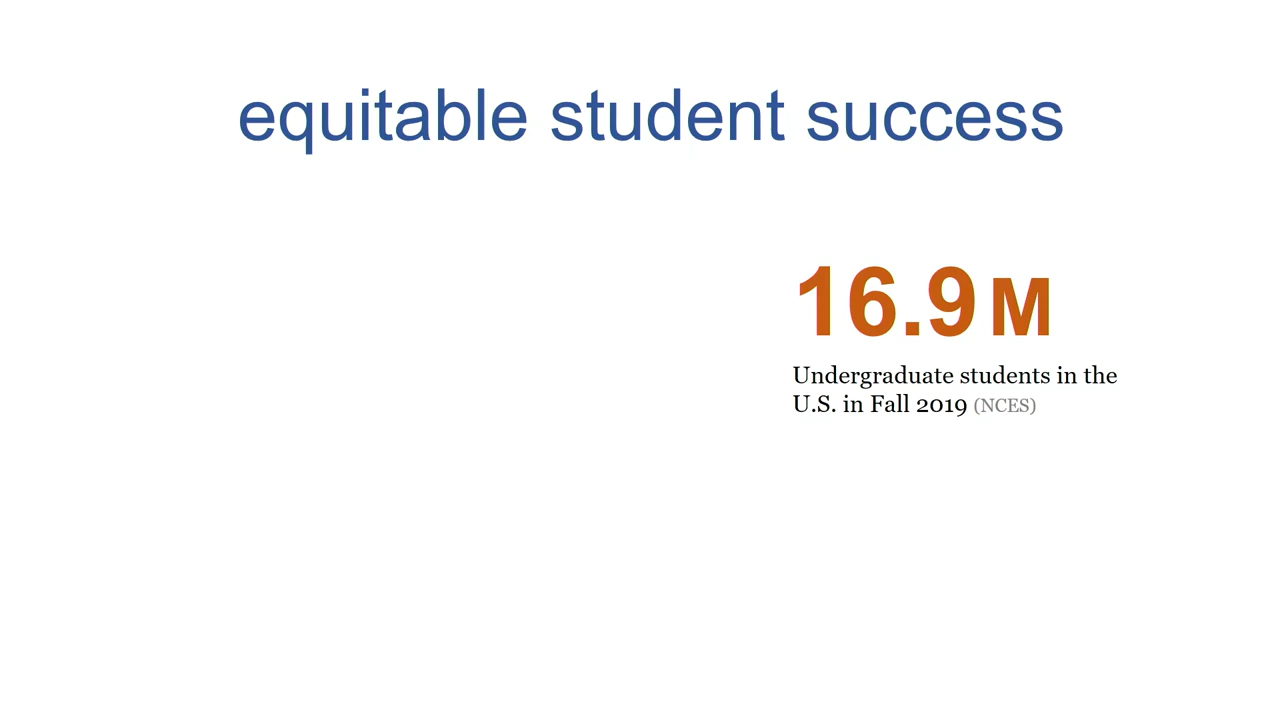 equitable student success
16.9 M
Undergraduate students in the
U.S. in Fall 2019 (NCES)